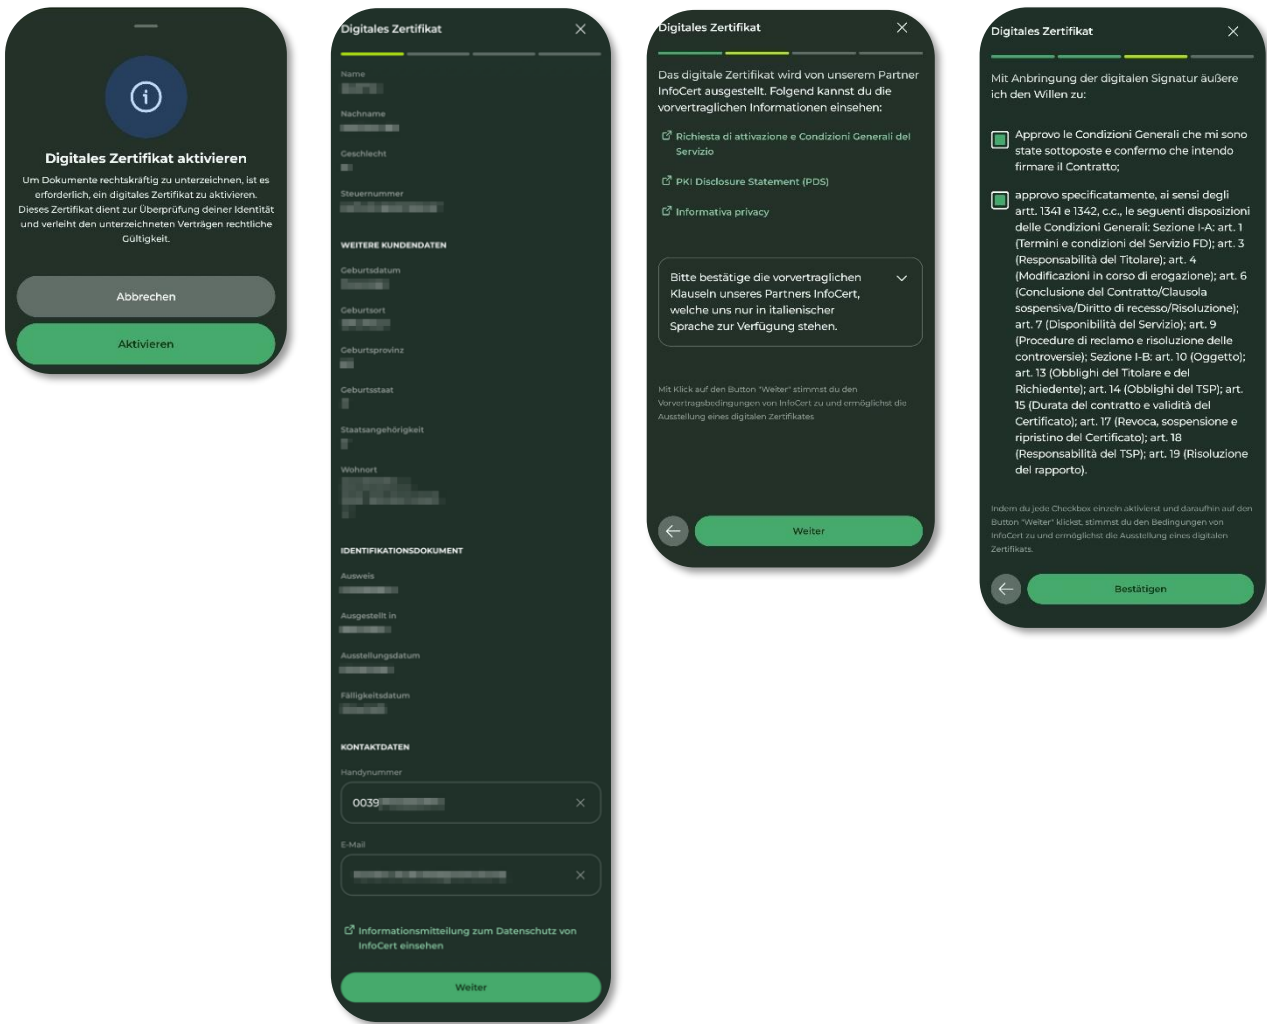 Digitales Zertifikat aktivieren
Um Dokumente rechtskräftig zu unterzeichnen, ist es
erforderlich, ein digitales Zertifikat zu aktivieren.
Dieses Zertifikat dient zur Überprüfung deiner Identität
und verleiht den unterzeichneten Verträgen rechtliche
Gültigkeit.
Abbrechen
Aktivieren
Digitales Zertifikat
Name
Nachname
Geschlecht
Steuernummer
WEITERE KUNDENDATEN
Geburtsdatum
Geburtsort
Geburtsprovinz
Geburtsstaat
Staatsangehörigkeit
Wohnort
IDENTIFIKATIONSDOKUMENT
Ausweis
Ausgestellt in
Ausstellungsdatum
Fälligkeitsdatum
KONTAKTDATEN
Handynummer
0039
E-Mail
Informationsmitteilung zum Datenschutz von
InfoCert einsehen
Weiter
Digitales Zertifikat
Das digitale Zertifikat wird von unserem Partner
InfoCert ausgestellt. Folgend kannst du die
vorvertraglichen Informationen einsehen:
Richiesta di attivazione e Condizioni Generali del
Servizio
PKI Disclosure Statement (PDS)
Informativa privacy
Bitte bestätige die vorvertraglichen
Klauseln unseres Partners InfoCert,
welche uns nur in italienischer
Sprache zur Verfügung stehen.
Mit Klick auf den Button "Weiter" stimmst du den
Vorvertragsbedingungen von InfoCert zu und ermöglichst die
Ausstellung eines digitalen Zertifikates
Weiter
Digitales Zertifikat
Mit Anbringung der digitalen Signatur äußere
ich den Willen zu:
Approvo le Condizioni Generali che mi sono
state sottoposte e confermo che intendo
firmare il Contratto;
approvo specificatamente, ai sensi degli
artt. 1341 e 1342, c.c., le seguenti disposizioni
delle Condizioni Generali: Sezione I-A: art. 1
(Termini e condizioni del Servizio FD); art. 3
(Responsabilità del Titolare); art. 4
(Modificazioni in corso di erogazione); art. 6
(Conclusione del Contratto/Clausola
sospensiva/Diritto di recesso/Risoluzione);
art. 7 (Disponibilità del Servizio); art. 9
(Procedure di reclamo e risoluzione delle
controversie); Sezione I-B: art. 10 (Oggetto);
art. 13 (Obblighi del Titolare e del
Richiedente); art. 14 (Obblighi del TSP); art.
15 (Durata del contratto e validità del
Certificato); art. 17 (Revoca, sospensione e
ripristino del Certificato); art. 18
(Responsabilità del TSP); art. 19 (Risoluzione
del rapporto).
Indem du jede Checkbox einzeln aktivierst und daraufhin auf den
Button "Weiter" klickst, stimmst du den Bedingungen von
InfoCert zu und ermöglichst die Ausstellung eines digitalen
Zertifikats.
Bestätigen